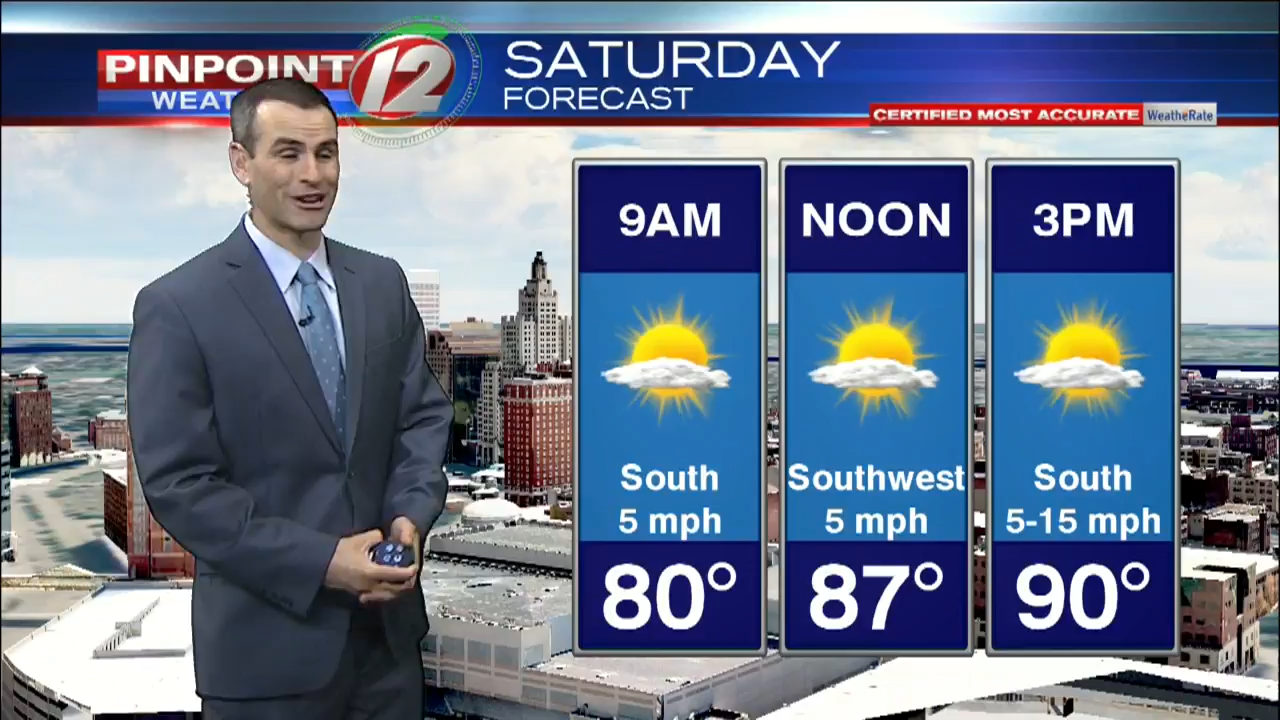 PINPOINT
WEAT
12
SATURDAY
FORECAST
CERTIFIED MOST ACCURATE WeatheRate
9AM
South
5 mph
80°
NOON
Southwest
5 mph
87°
3PM
South
5-15 mph
90°